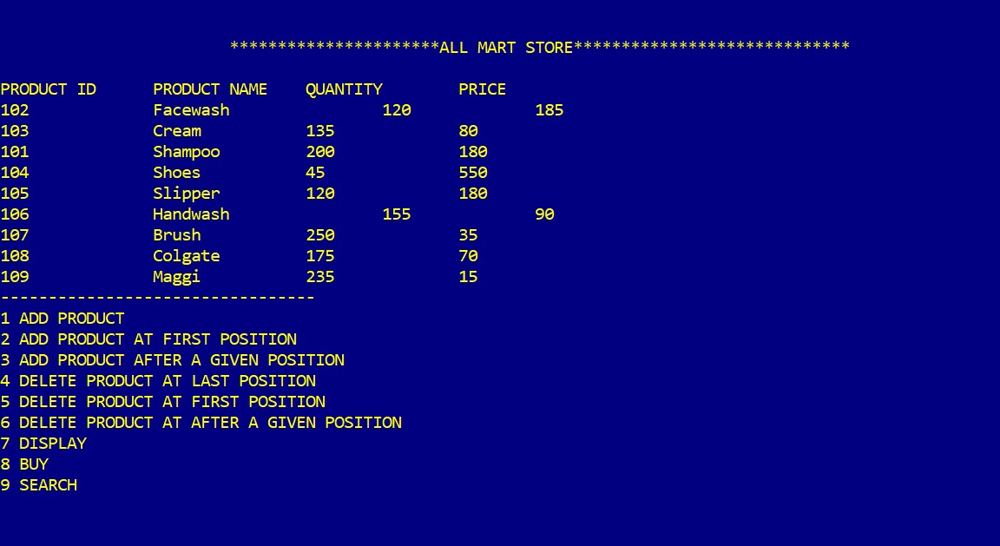 **********************ALL MART STORE*****************************
PRODUCT ID      PRODUCT NAME    QUANTITY        PRICE
102             Facewash                120             185
103             Cream           135             80
101             Shampoo         200             180
104             Shoes           45              550
105             Slipper         120             180
106             Handwash                155             90
107             Brush           250             35
108             Colgate         175             70
109             Maggi           235             15
---------------------------------
1 ADD PRODUCT
2 ADD PRODUCT AT FIRST POSITION
3 ADD PRODUCT AFTER A GIVEN POSITION
4 DELETE PRODUCT AT LAST POSITION
5 DELETE PRODUCT AT FIRST POSITION
6 DELETE PRODUCT AT AFTER A GIVEN POSITION
7 DISPLAY
8 BUY
9 SEARCH